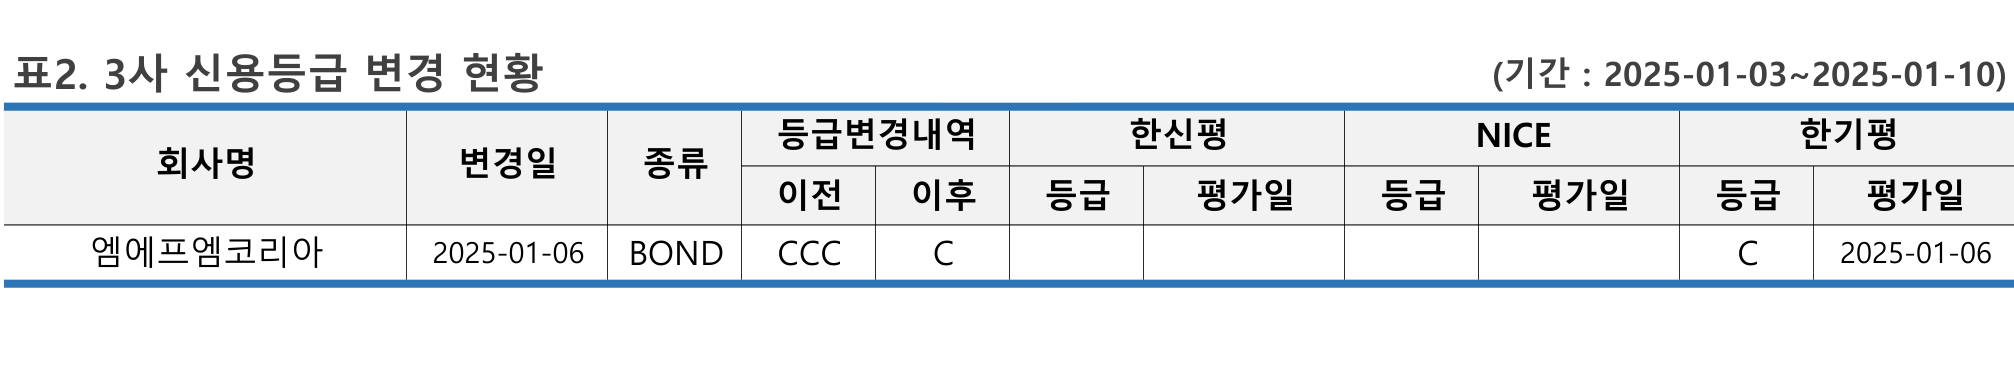 표2. 3사 신용등급 변경 현황 (기간 : 2025-01-03~2025-01-10)
회사명 변경일 종류 등급변경내역 한신평 NICE 한기평
이전 이후 등급 평가일 등급 평가일 등급 평가일
엠에프엠코리아 2025-01-06 BOND CCC C C 2025-01-06